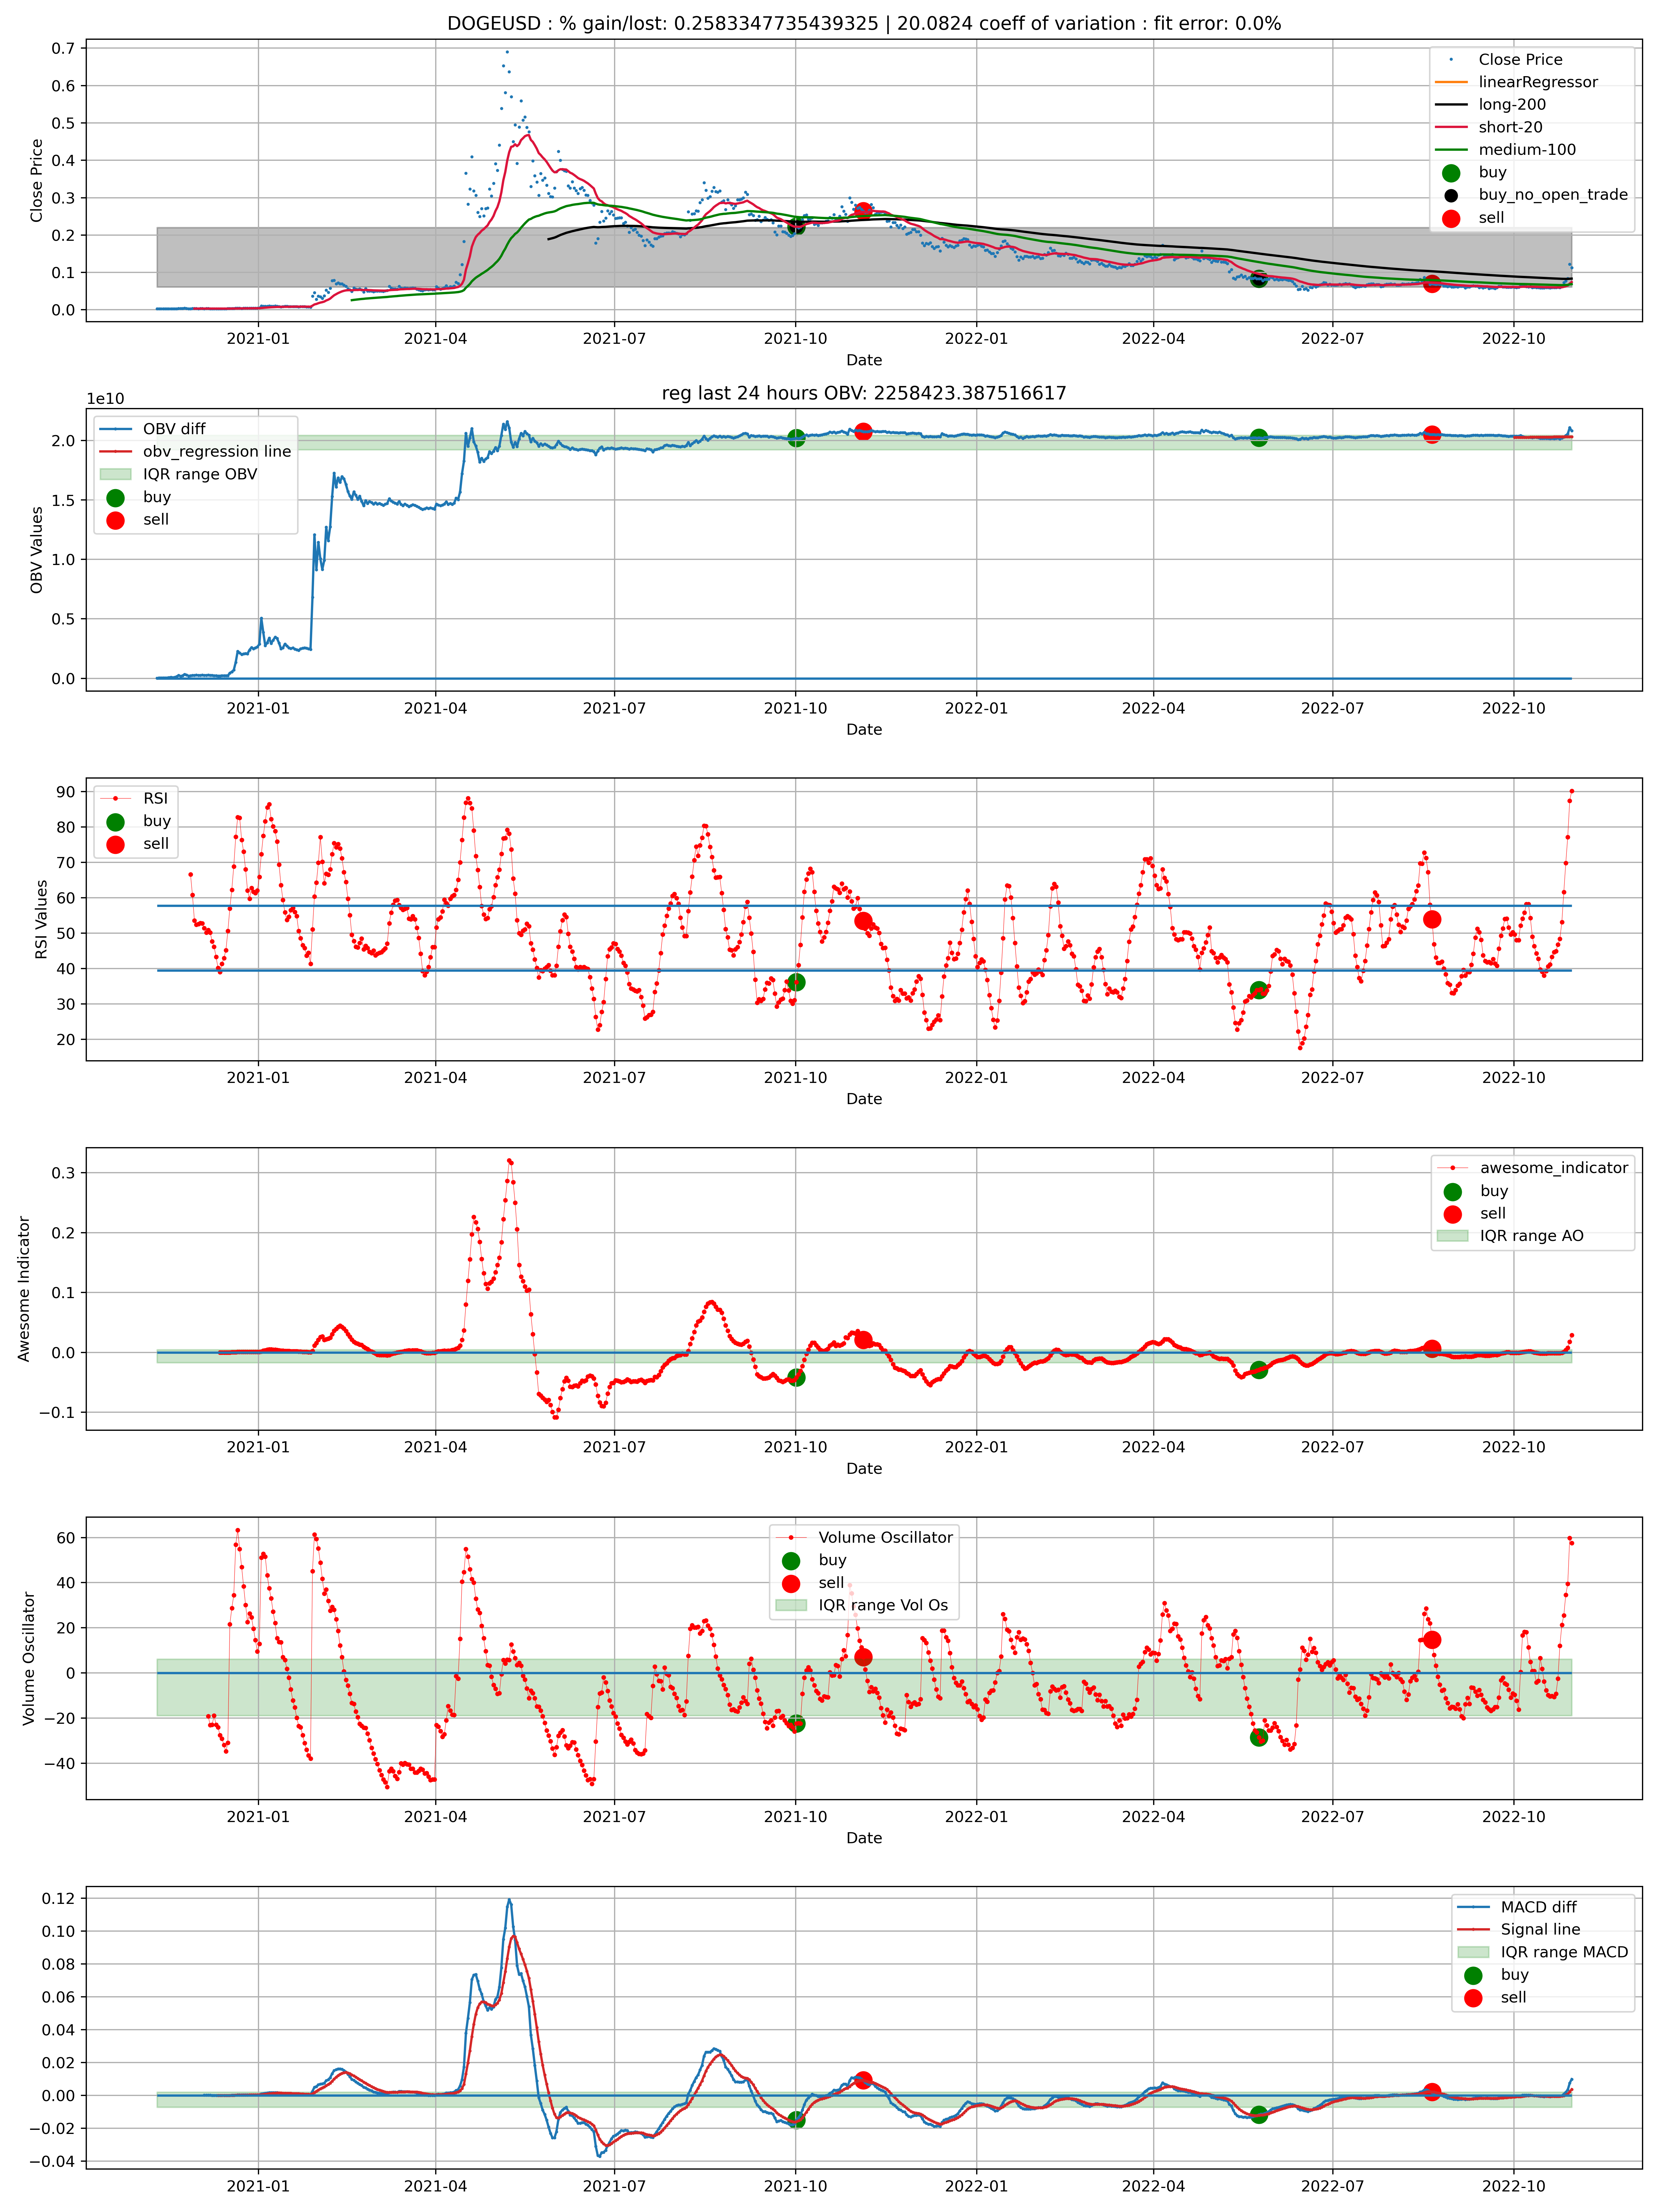 DOGEUSD : % gain/lost: 0.2583347735439325 | 20.0824 coeff of variation : fit error: 0.0%
0.7
0.6
0.5
0.4
0.3
0.2
0.1
0.0
Close Price
Close Price
linearRegressor
long-200
short-20
medium-100
buy
buy_no_open_trade
sell
2021-01 2021-04 2021-07 2021-10 2022-01 2022-04 2022-07 2022-10
Date
reg last 24 hours OBV: 2258423.387516617
1e10
2.0
1.5
1.0
0.5
0.0
OBV Values
OBV diff
obv_regression line
IQR range OBV
buy
sell
2021-01 2021-04 2021-07 2021-10 2022-01 2022-04 2022-07 2022-10
Date
90
80
70
60
50
40
30
20
RSI Values
RSI
buy
sell
2021-01 2021-04 2021-07 2021-10 2022-01 2022-04 2022-07 2022-10
Date
0.3
0.2
0.1
0.0
−0.1
Awesome Indicator
awesome_indicator
buy
sell
IQR range AO
2021-01 2021-04 2021-07 2021-10 2022-01 2022-04 2022-07 2022-10
Date
60
40
20
0
−20
−40
Volume Oscillator
Volume Oscillator
buy
sell
IQR range Vol Os
2021-01 2021-04 2021-07 2021-10 2022-01 2022-04 2022-07 2022-10
Date
0.12
0.10
0.08
0.06
0.04
0.02
0.00
−0.02
−0.04
MACD diff
Signal line
IQR range MACD
buy
sell
2021-01 2021-04 2021-07 2021-10 2022-01 2022-04 2022-07 2022-10